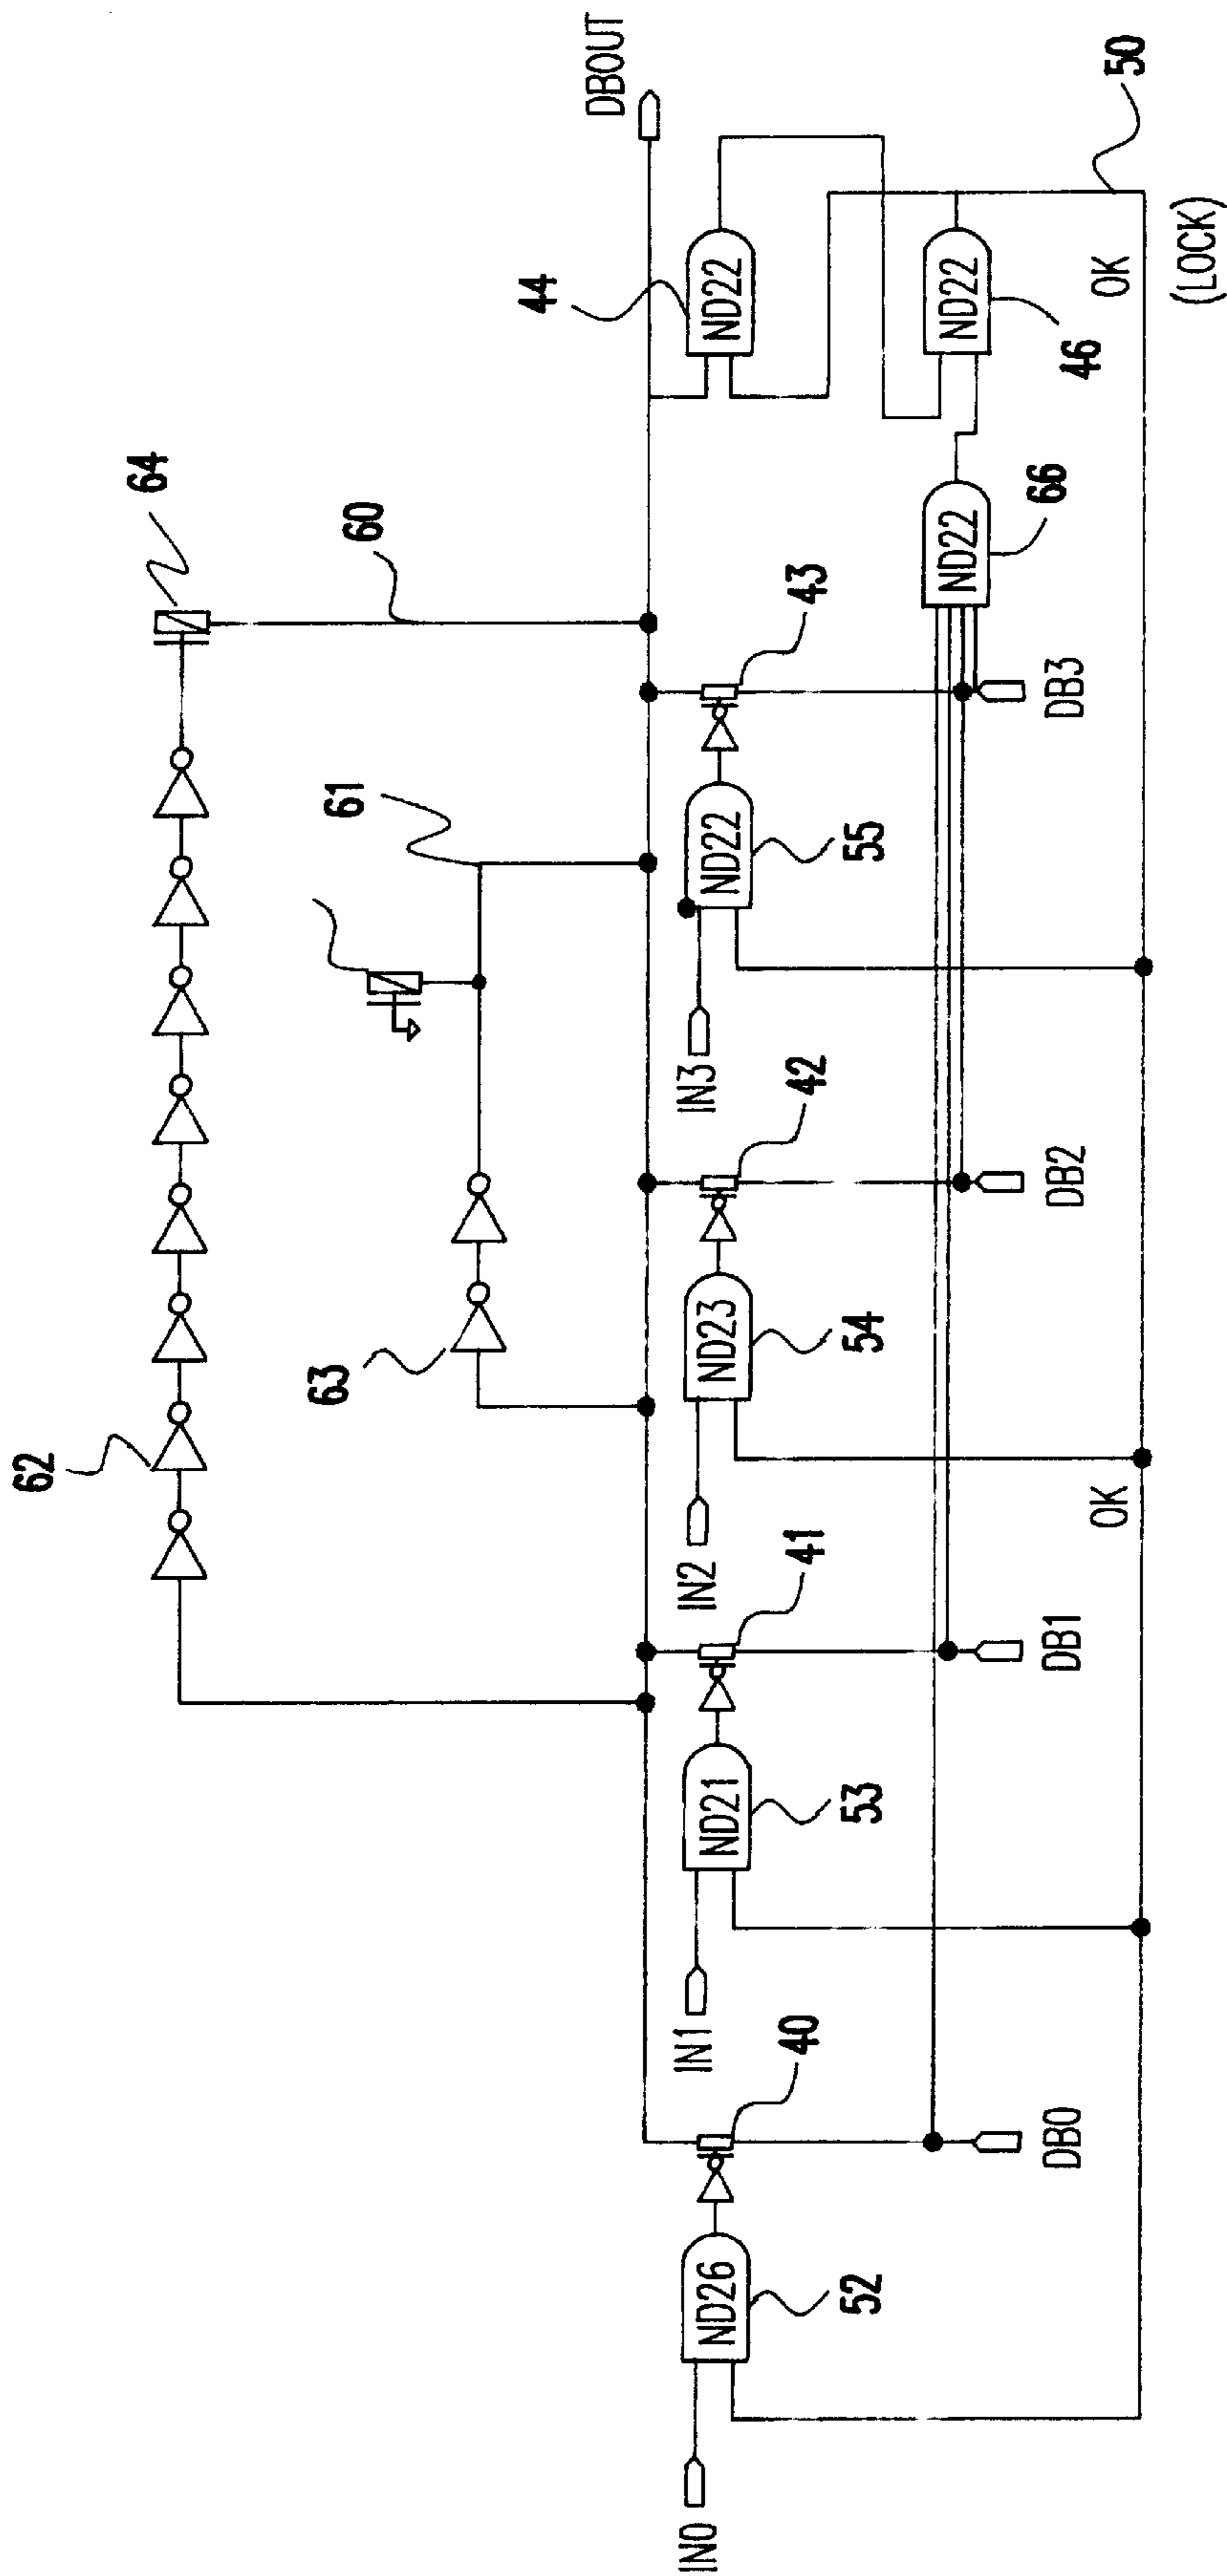 62
64
63
61
60
DBOUT
44
ND22
IN0
ND26
52
40
IN1
ND21
53
41
IN2
ND23
54
42
IN3
ND22
55
43
ND22
66
ND22
46
DB0
DB1
DB2
DB3
OK
OK
50
(LOCK)